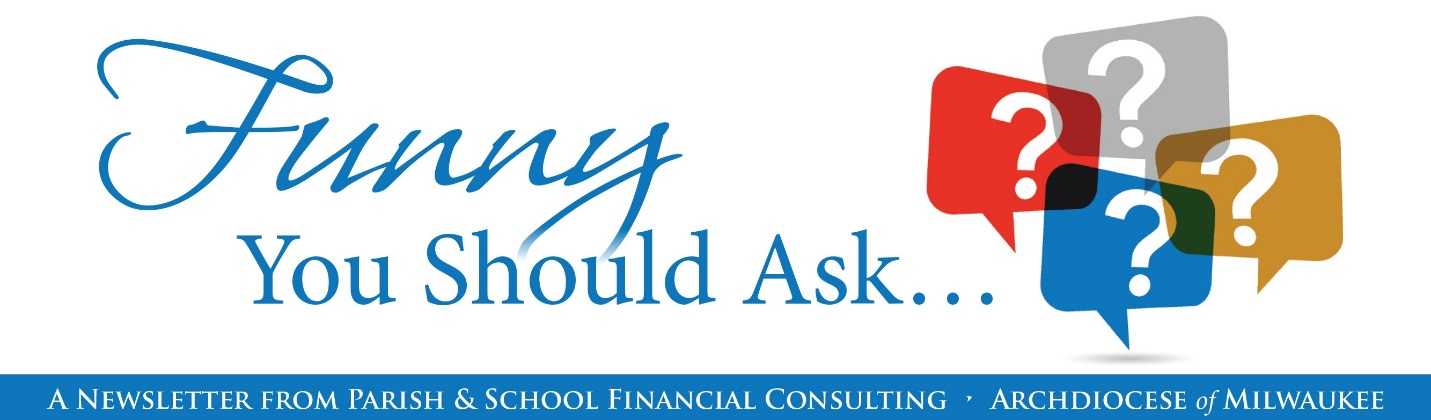 Funny
You Should Ask...
? ? ? ?
A Newsletter from Parish & School Financial Consulting · Archdiocese of Milwaukee